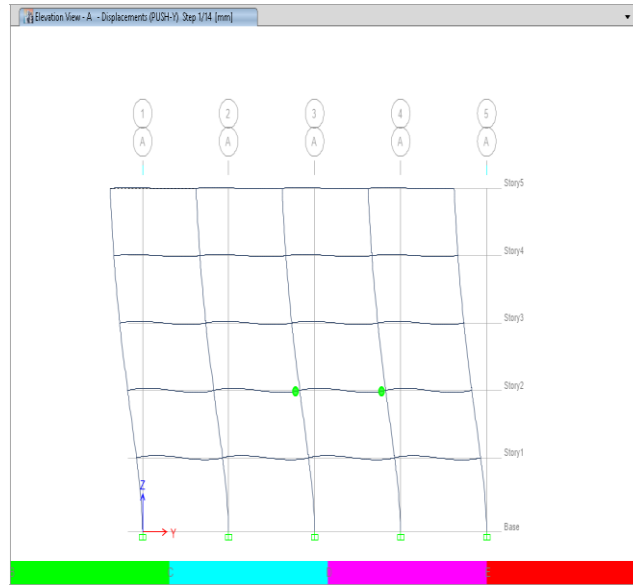 Elevation View - A - Displacements (PUSH-Y) Step 1/14 [mm]
1 2 3 4 5
A A A A A
Story5
Story4
Story3
Story2
Story1
Z
Y
Base
C
E